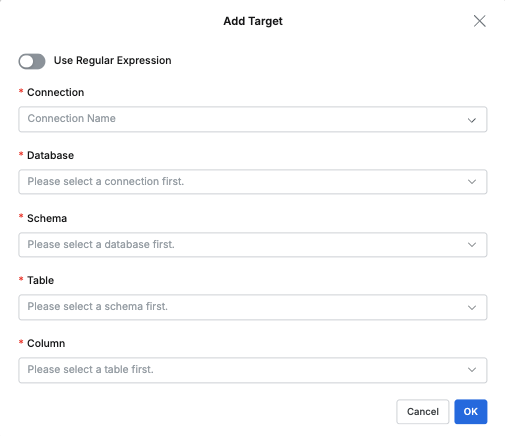 Add Target
Use Regular Expression
* Connection
Connection Name
* Database
Please select a connection first.
* Schema
Please select a database first.
* Table
Please select a schema first.
* Column
Please select a table first.
Cancel OK